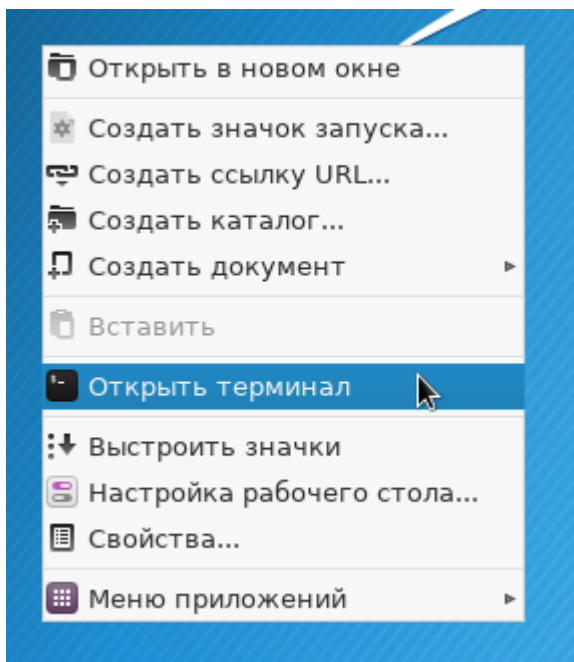 Открыть в новом окне
Создать значок запуска...
Создать ссылку URL...
Создать каталог...
Создать документ
Вставить
Открыть терминал
Выстроить значки
Настройка рабочего стола...
Свойства...
Меню приложений